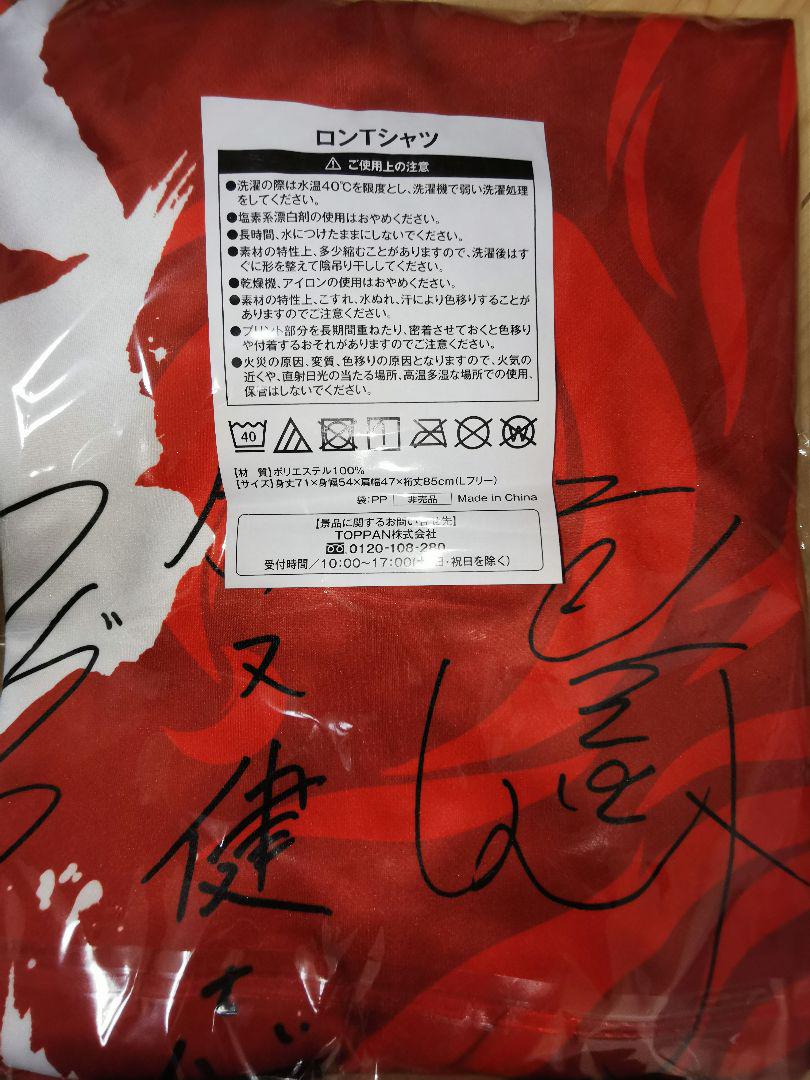 ロンTシャツ
⚠ ご使用上の注意
●洗濯の際は水温40℃を限度とし、洗濯機で弱い洗濯処理
をしてください。
●塩素系漂白剤の使用はおやめください。
●長時間、水につけたままにしないでください。
●素材の特性上、多少縮むことがありますので、洗濯後はす
ぐに形を整えて陰吊り干ししてください。
●乾燥機、アイロンの使用はおやめください。
●素材の特性上、こすれ、水ぬれ、汗により色移りすることが
ありますのでご注意ください。
●プリント部分を長期間重ねたり、密着させておくと色移り
や付着するおそれがありますのでご注意ください。
●火災の原因、変質、色移りの原因となりますので、火気の
近くや、直射日光の当たる場所、高温多湿な場所での使用、
保管はしないでください。
40
W
【材 質】ポリエステル100%
【サイズ】身丈71×身幅54×肩幅47×裄丈85cm(Lフリー)
袋:PP 非売品 Made in China
【景品に関するお問い合せ先】
TOPPAN株式会社
0120-108-280
受付時間/10:00~17:00(土・日・祝日を除く)
又
健